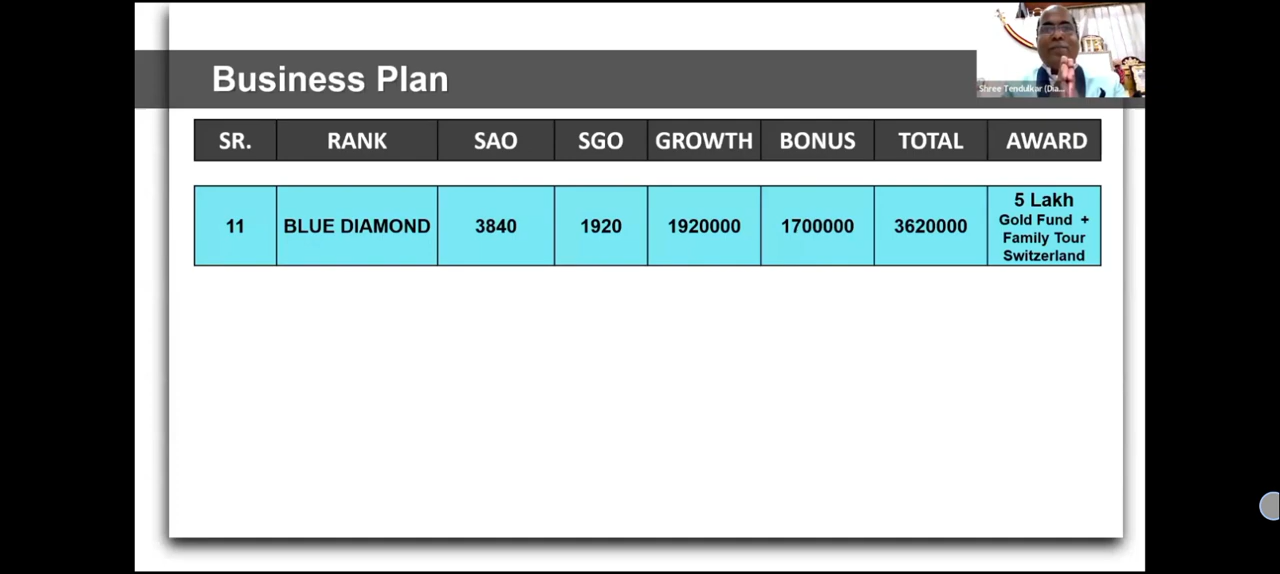 Business Plan
Shree Tendulkar (Dia...
SR. RANK SAO SGO GROWTH BONUS TOTAL AWARD
11 BLUE DIAMOND 3840 1920 1920000 1700000 3620000 5 Lakh
Gold Fund +
Family Tour
Switzerland